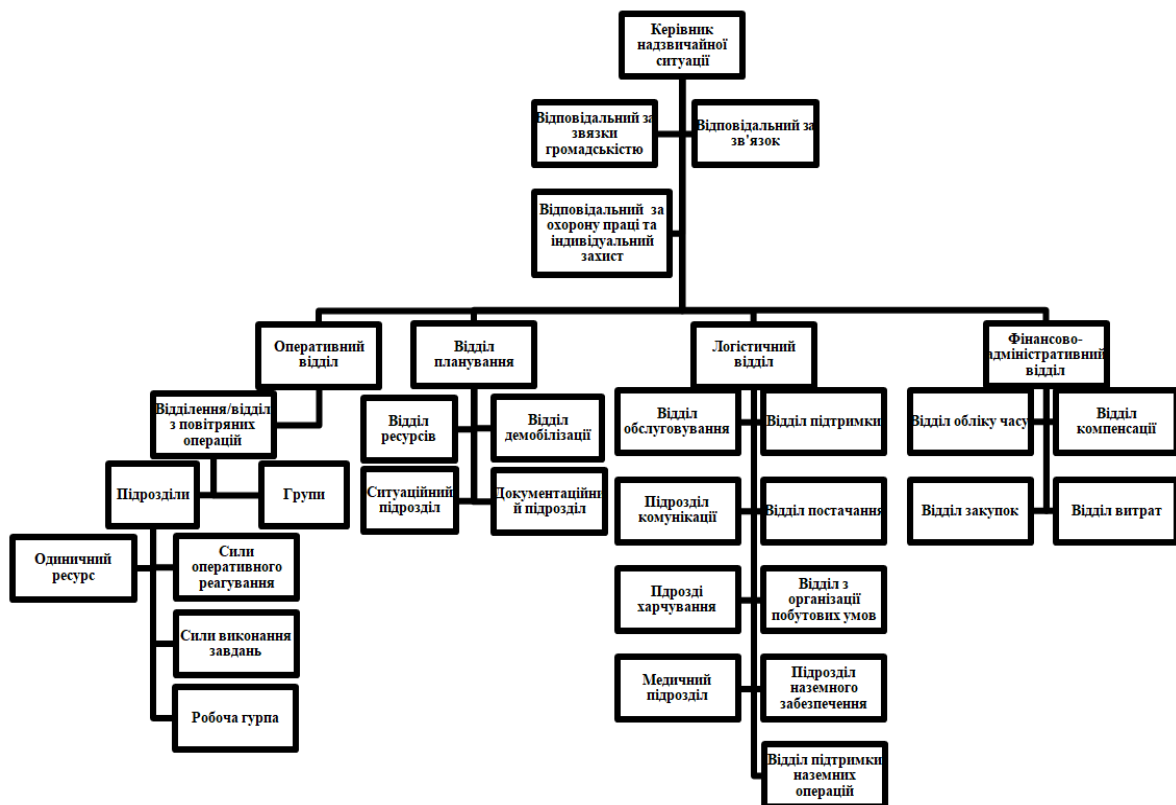 Керівник
надзвичайної
ситуації
Відповідальний за
звязки
громадськістю
Відповідальний за
зв'язок
Відповідальний за
охорону праці та
індивідуальний
захист
Оперативний
відділ
Відділ
планування
Логістичний
відділ
Фінансово-
адміністративний
відділ
Відділення/відділ
з повітряних
операцій
Відділ
ресурсів
Відділ
демобілізації
Відділ
обслуговування
Відділ підтримки
Відділ обліку часу
Відділ
компенсації
Підрозділи
Групи
Ситуаційний
підрозділ
Документаційни
й підрозділ
Підрозділ
комунікації
Відділ постачання
Відділ закупок
Відділ витрат
Одиничний
ресурс
Сили
оперативного
реагування
Пдрозді
харчування
Відділ з
організації
побутових умов
Сили виконання
завдань
Медичний
підрозділ
Підрозділ
наземного
забезпечення
Робоча гурпа
Відділ підтримки
наземних
операцій